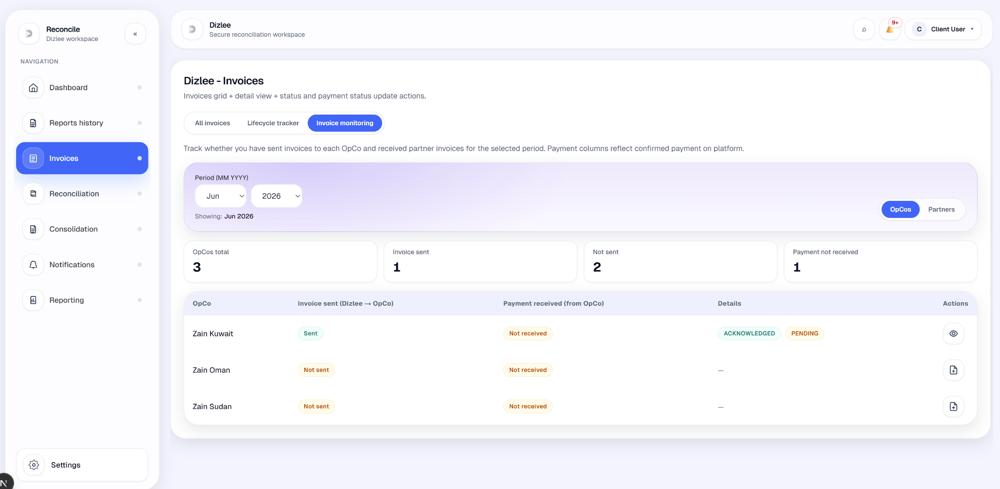 Reconcile
Dizlee workspace
«
NAVIGATION
Dashboard
Reports history
Invoices
Reconciliation
Consolidation
Notifications
Reporting
Settings
N
Dizlee
Secure reconciliation workspace
9+
C Client User
Dizlee - Invoices
Invoices grid + detail view + status and payment status update actions.
All invoices Lifecycle tracker Invoice monitoring
Track whether you have sent invoices to each OpCo and received partner invoices for the selected period. Payment columns reflect confirmed payment on platform.
Period (MM YYYY)
Jun 2026
Showing: Jun 2026
OpCos Partners
OpCos total
3
Invoice sent
1
Not sent
2
Payment not received
1
OpCo Invoice sent (Dizlee → OpCo) Payment received (from OpCo) Details Actions
Zain Kuwait Sent Not received ACKNOWLEDGED PENDING
Zain Oman Not sent Not received —
Zain Sudan Not sent Not received —